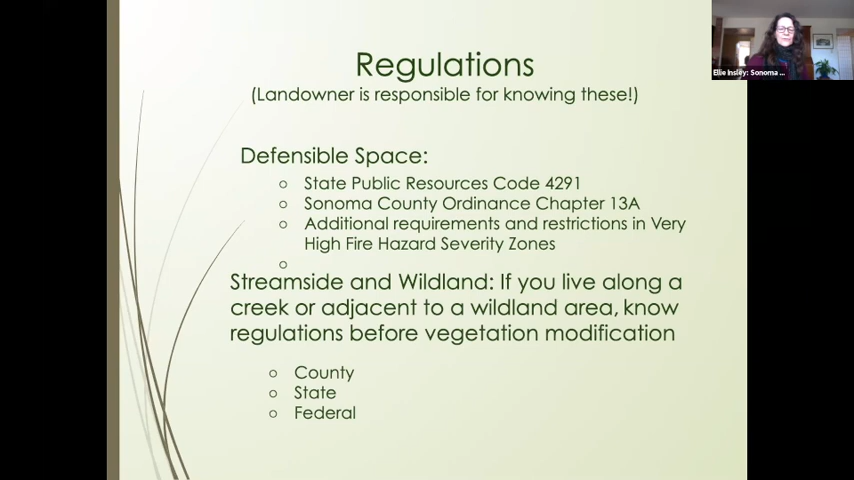 Regulations
(Landowner is responsible for knowing these!)
Ellie Insley: Sonoma ...
Defensible Space:
○ State Public Resources Code 4291
○ Sonoma County Ordinance Chapter 13A
○ Additional requirements and restrictions in Very
High Fire Hazard Severity Zones
○
Streamside and Wildland: If you live along a
creek or adjacent to a wildland area, know
regulations before vegetation modification
○ County
○ State
○ Federal